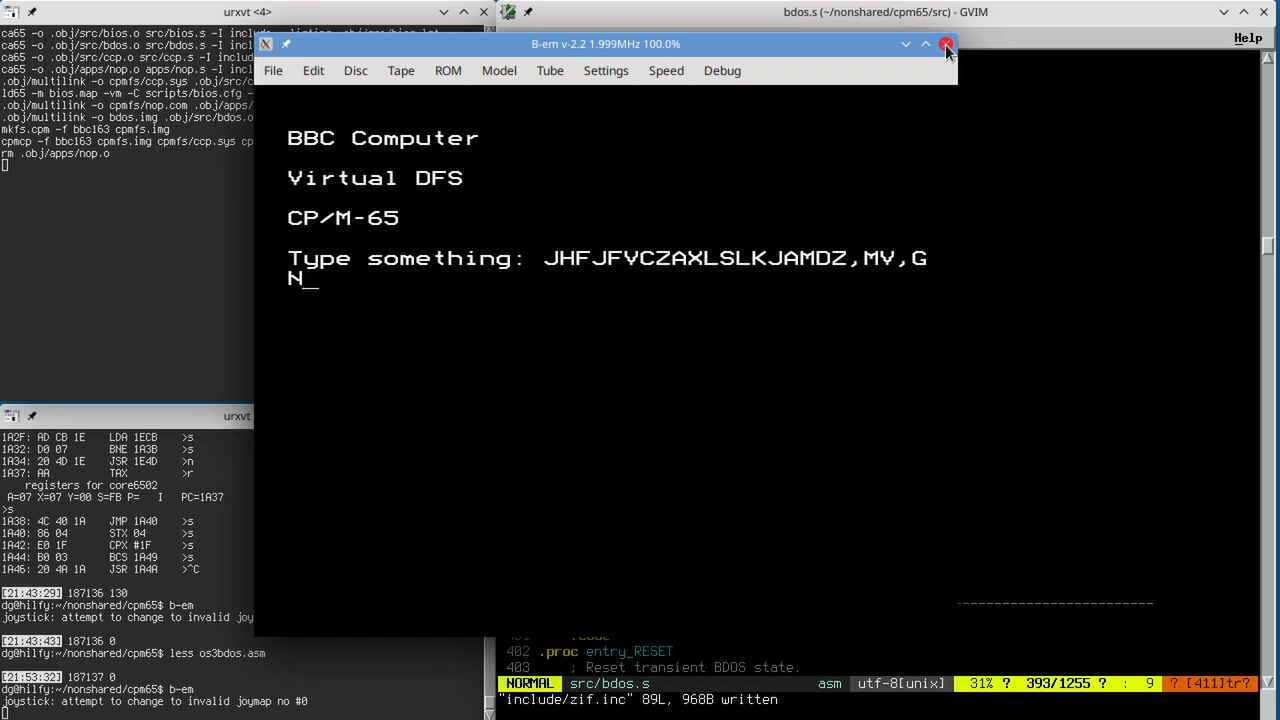 urxvt <4>
ca65 -o .obj/src/bios.o src/bios.s -I inclu
ca65 -o .obj/src/bdos.o src/bdos.s -I inclu
ca65 -o .obj/src/ccp.o src/ccp.s -I include
ca65 -o .obj/apps/nop.o apps/nop.s -I inclu
.obj/multilink -o cpmfs/ccp.sys .obj/src/cc
ld65 -m bios.map -vm -C scripts/bios.cfg -
.obj/multilink -o cpmfs/nop.com .obj/apps/
.obj/multilink -o bdos.img .obj/src/bdos.o
mkfs.cpm -f bbc163 cpmfs.img
cpmcp -f bbc163 cpmfs.img cpmfs/ccp.sys cp
rm .obj/apps/nop.o
bdos.s (~/nonshared/cpm65/src) - GVIM
Help
B-em v-2.2 1.999MHz 100.0%
File Edit Disc Tape ROM Model Tube Settings Speed Debug
BBC Computer
Virtual DFS
CP/M-65
Type something: JHFJFVCZAXLSLKJAMDZ,MV,G
N_
urxvt
1A2F: AD CB 1E LDA 1ECB >s
1A32: D0 07 BNE 1A3B >s
1A34: 20 4D 1E JSR 1E4D >n
1A37: AA TAX >r
registers for core6502
A=07 X=07 Y=00 S=FB P= I PC=1A37
>s
1A38: 4C 40 1A JMP 1A40 >s
1A40: 86 04 STX 04 >s
1A42: E0 1F CPX #1F >s
1A44: B0 03 BCS 1A49 >s
1A46: 20 4A 1A JSR 1A4A >^C
[21:43:29] 187136 130
dg@hilfy:~/nonshared/cpm65$ b-em
joystick: attempt to change to invalid joy
[21:43:43] 187136 0
dg@hilfy:~/nonshared/cpm65$ less os3bdos.asm
[21:53:32] 187137 0
dg@hilfy:~/nonshared/cpm65$ b-em
joystick: attempt to change to invalid joymap no #0
401 .code
402 .proc entry_RESET
403 ; Reset transient BDOS state.
NORMAL src/bdos.s asm utf-8[unix] 31% ? 393/1255 ? : 9 ? [411]tr?
"include/zif.inc" 89L, 968B written